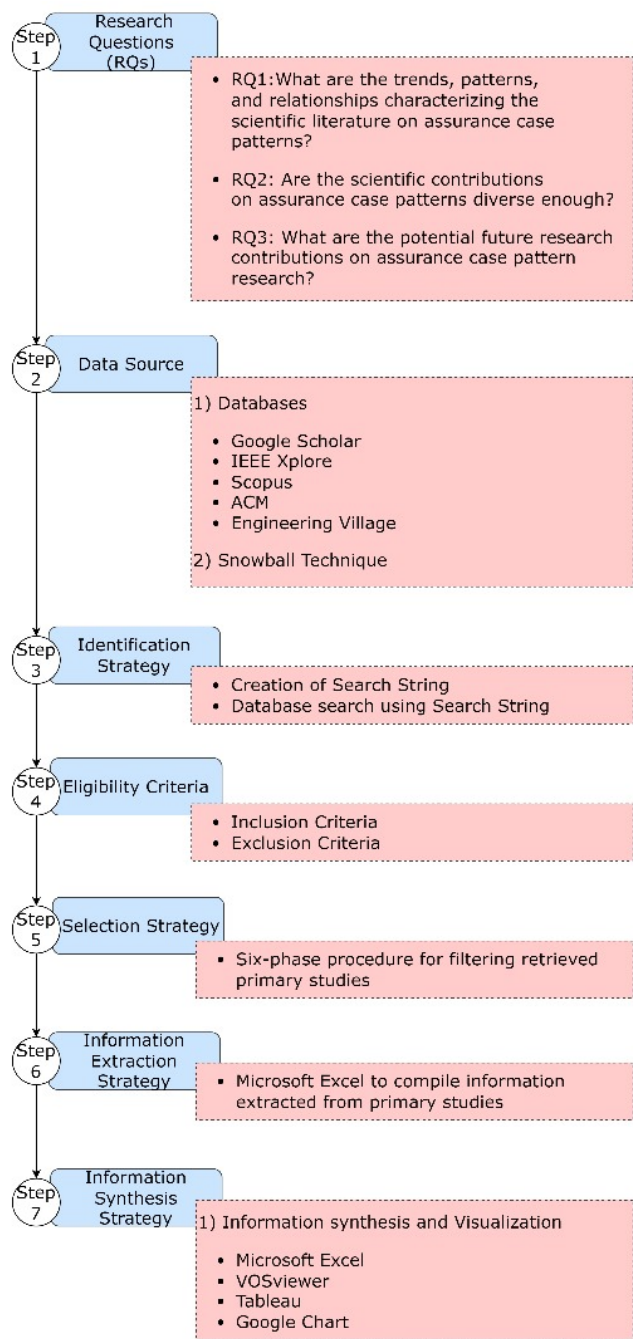 Step
1
Research
Questions
(RQs)
• RQ1:What are the trends, patterns,
and relationships characterizing the
scientific literature on assurance case
patterns?
• RQ2: Are the scientific contributions
on assurance case patterns diverse enough?
• RQ3: What are the potential future research
contributions on assurance case pattern
research?
Step
2
Data Source
1) Databases
• Google Scholar
• IEEE Xplore
• Scopus
• ACM
• Engineering Village
2) Snowball Technique
Step
3
Identification
Strategy
• Creation of Search String
• Database search using Search String
Step
4
Eligibility Criteria
• Inclusion Criteria
• Exclusion Criteria
Step
5
Selection Strategy
▪ Six-phase procedure for filtering retrieved
primary studies
Step
6
Information
Extraction
Strategy
▪ Microsoft Excel to compile information
extracted from primary studies
Step
7
Information
Synthesis
Strategy
1) Information synthesis and Visualization
• Microsoft Excel
▪ VOSviewer
▪ Tableau
• Google Chart